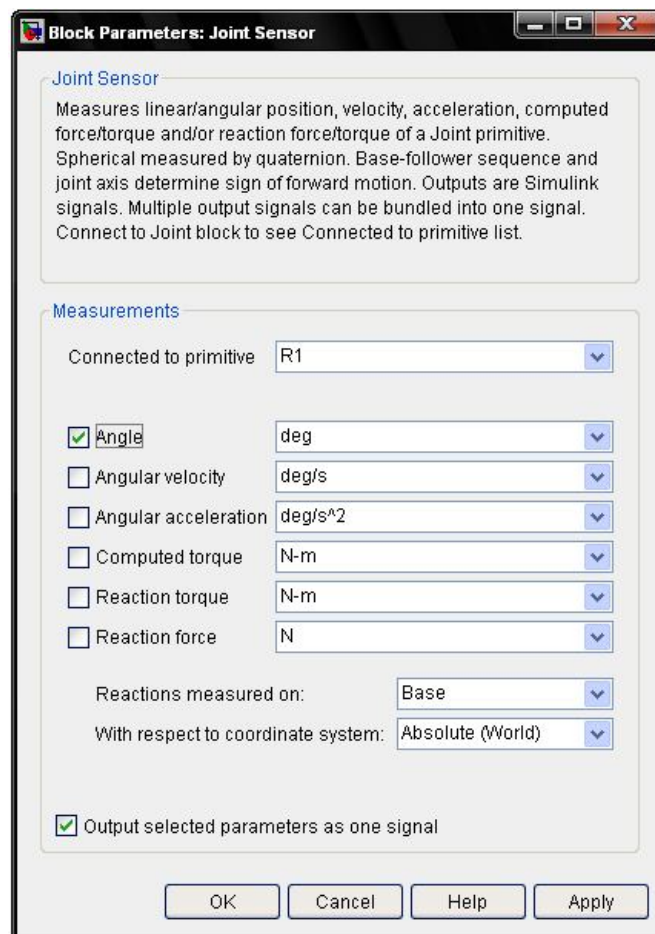 Block Parameters: Joint Sensor
Joint Sensor
Measures linear/angular position, velocity, acceleration, computed
force/torque and/or reaction force/torque of a Joint primitive.
Spherical measured by quaternion. Base-follower sequence and
joint axis determine sign of forward motion. Outputs are Simulink
signals. Multiple output signals can be bundled into one signal.
Connect to Joint block to see Connected to primitive list.
Measurements
Connected to primitive R1
Angle deg
Angular velocity deg/s
Angular acceleration deg/s^2
Computed torque N-m
Reaction torque N-m
Reaction force N
Reactions measured on: Base
With respect to coordinate system: Absolute (World)
Output selected parameters as one signal
OK Cancel Help Apply